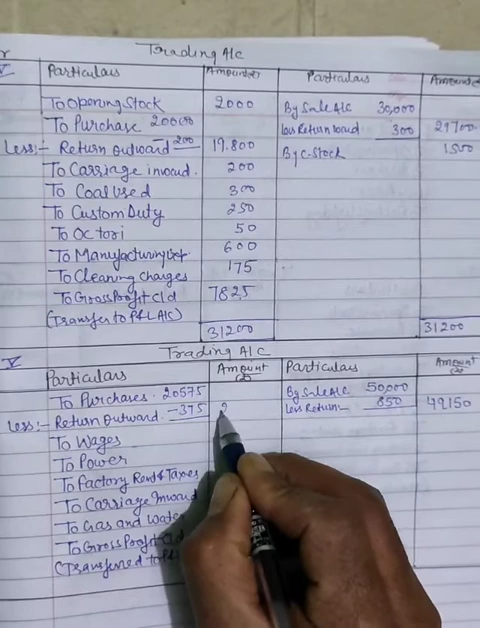 Trading A/c
Particulars Amount(₹) Particulars Amount(₹)
To Opening Stock 2000 By Sale A/c 30,000
To Purchase 20000 Less Return inward 300 29700
Less:- Return outward 200 19.800 By C. Stock 1500
To Carriage inward. 200
To Coal Used 300
To Custom Duty 250
To Octori 50
To Manufacturing Exp. 600
To Cleaning charges 175
To Gross Profit C/d 7825
(Transfer to P&L A/c)
31200 31200
Trading A/C
Particulars Amount (₹) Particulars Amount (₹)
To Purchases. 20575 By Sale A/c 50,000
Less:- Return Outward. -375 Less Return 850 49150
To Wages
To Power
To Factory Rent & Taxes
To Carriage Inward
To Gas and Water
To Gross Profit C/d
(Transferred to P&L